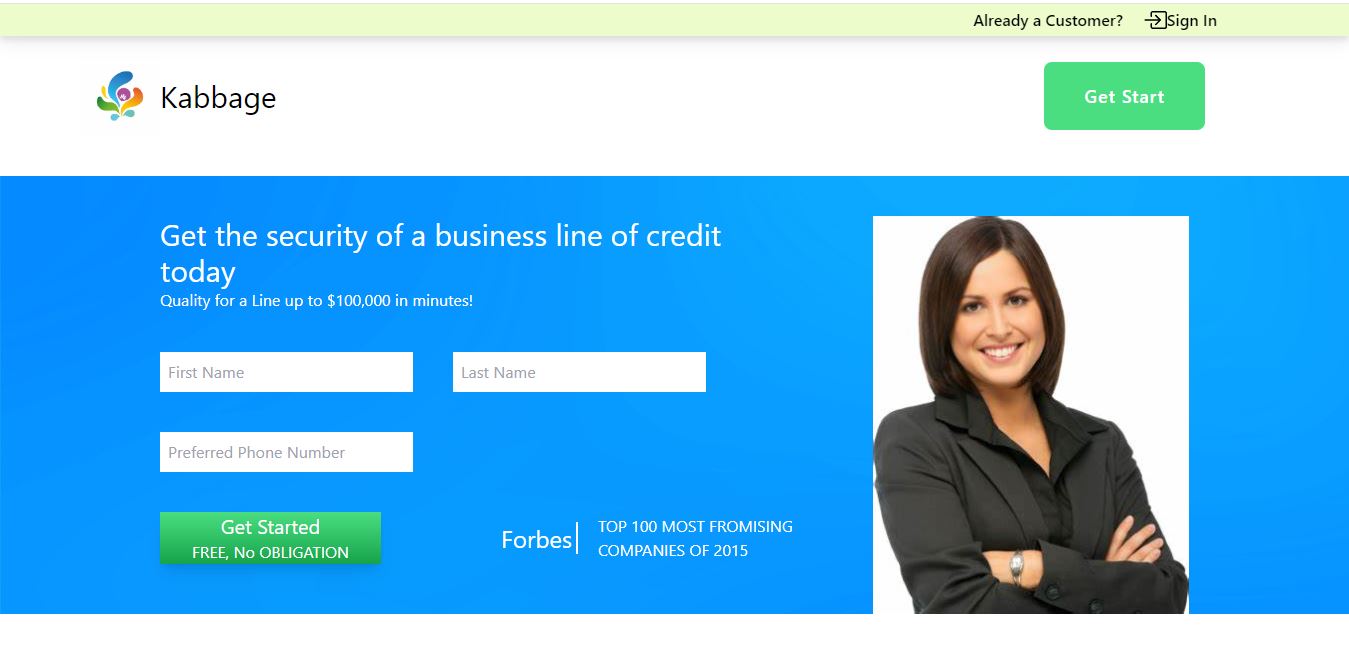 Already a Customer? Sign In
Kabbage
Get Start
Get the security of a business line of credit
today
Quality for a Line up to $100,000 in minutes!
First Name
Last Name
Preferred Phone Number
Get Started
FREE, No OBLIGATION
Forbes
TOP 100 MOST FROMISING
COMPANIES OF 2015